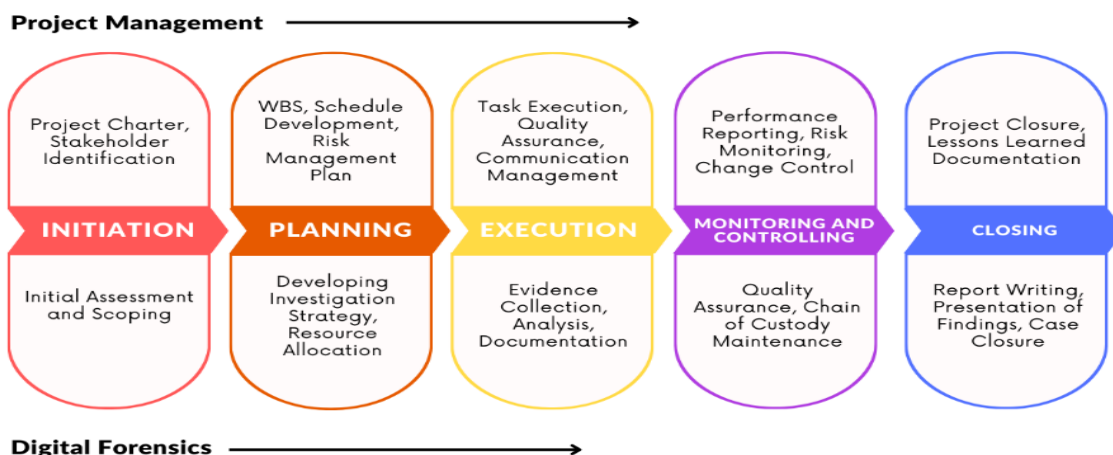 Project Management
Project Charter,
Stakeholder
Identification
WBS, Schedule
Development,
Risk
Management
Plan
Task Execution,
Quality
Assurance,
Communication
Management
Performance
Reporting, Risk
Monitoring,
Change Control
Project Closure,
Lessons Learned
Documentation
INITIATION
PLANNING
EXECUTION
MONITORING AND
CONTROLLING
CLOSING
Initial Assessment
and Scoping
Developing
Investigation
Strategy,
Resource
Allocation
Evidence
Collection,
Analysis,
Documentation
Quality
Assurance, Chain
of Custody
Maintenance
Report Writing,
Presentation of
Findings, Case
Closure
Digital Forensics